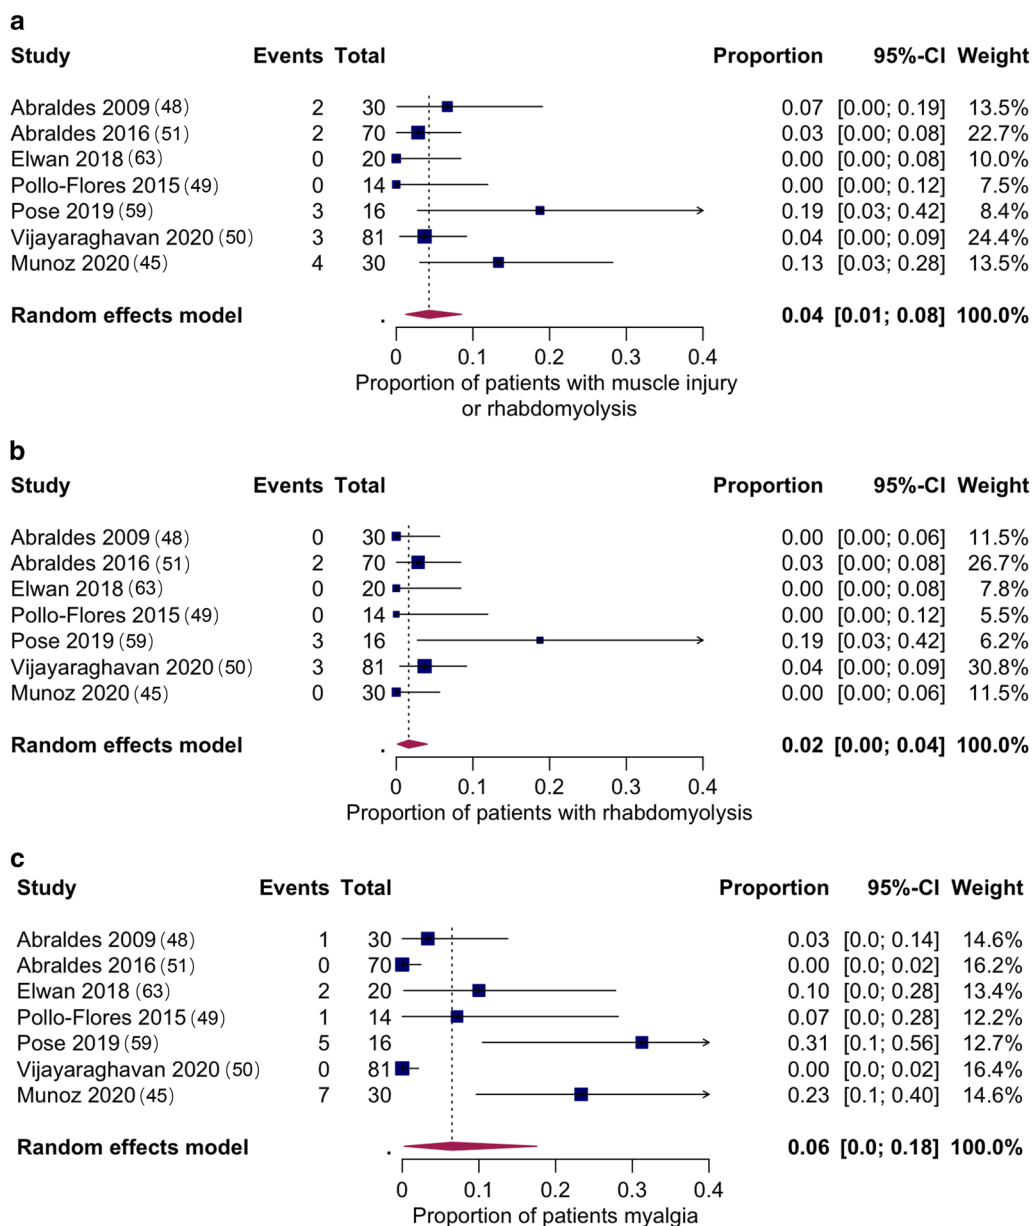 a
Study Events Total Proportion 95%-CI Weight
Abraldes 2009 (48) 2 30 0.07 [0.00; 0.19] 13.5%
Abraldes 2016 (51) 2 70 0.03 [0.00; 0.08] 22.7%
Elwan 2018 (63) 0 20 0.00 [0.00; 0.08] 10.0%
Pollo-Flores 2015 (49) 0 14 0.00 [0.00; 0.12] 7.5%
Pose 2019 (59) 3 16 0.19 [0.03; 0.42] 8.4%
Vijayaraghavan 2020 (50) 3 81 0.04 [0.00; 0.09] 24.4%
Munoz 2020 (45) 4 30 0.13 [0.03; 0.28] 13.5%
Random effects model . 0.04 [0.01; 0.08] 100.0%
0 0.1 0.2 0.3 0.4
Proportion of patients with muscle injury
or rhabdomyolysis
b
Study Events Total Proportion 95%-CI Weight
Abraldes 2009 (48) 0 30 0.00 [0.00; 0.06] 11.5%
Abraldes 2016 (51) 2 70 0.03 [0.00; 0.08] 26.7%
Elwan 2018 (63) 0 20 0.00 [0.00; 0.08] 7.8%
Pollo-Flores 2015 (49) 0 14 0.00 [0.00; 0.12] 5.5%
Pose 2019 (59) 3 16 0.19 [0.03; 0.42] 6.2%
Vijayaraghavan 2020 (50) 3 81 0.04 [0.00; 0.09] 30.8%
Munoz 2020 (45) 0 30 0.00 [0.00; 0.06] 11.5%
Random effects model . 0.02 [0.00; 0.04] 100.0%
0 0.1 0.2 0.3 0.4
Proportion of patients with rhabdomyolysis
c
Study Events Total Proportion 95%-CI Weight
Abraldes 2009 (48) 1 30 0.03 [0.0; 0.14] 14.6%
Abraldes 2016 (51) 0 70 0.00 [0.0; 0.02] 16.2%
Elwan 2018 (63) 2 20 0.10 [0.0; 0.28] 13.4%
Pollo-Flores 2015 (49) 1 14 0.07 [0.0; 0.28] 12.2%
Pose 2019 (59) 5 16 0.31 [0.1; 0.56] 12.7%
Vijayaraghavan 2020 (50) 0 81 0.00 [0.0; 0.02] 16.4%
Munoz 2020 (45) 7 30 0.23 [0.1; 0.40] 14.6%
Random effects model . 0.06 [0.0; 0.18] 100.0%
0 0.1 0.2 0.3 0.4
Proportion of patients myalgia